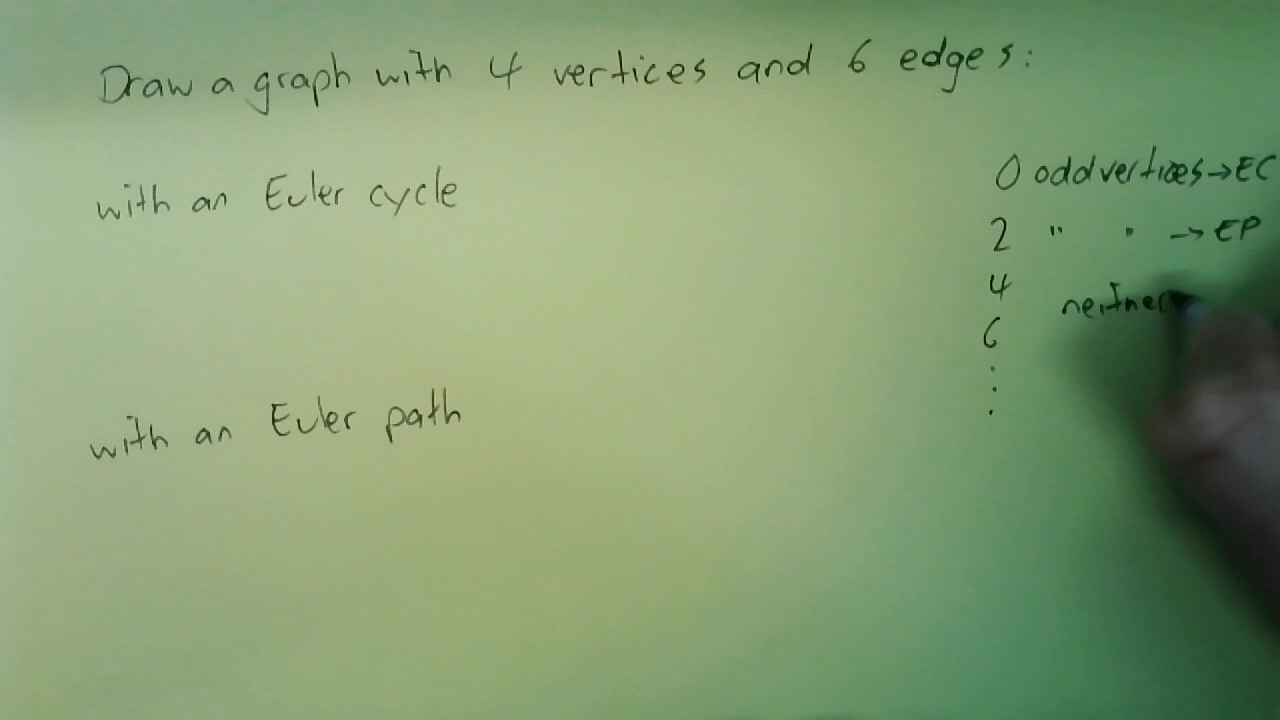 Draw a graph with 4 vertices and 6 edges:
with an Euler cycle
0 odd vertices → EC
2 " " → EP
4 neither
6
.
.
.
with an Euler path